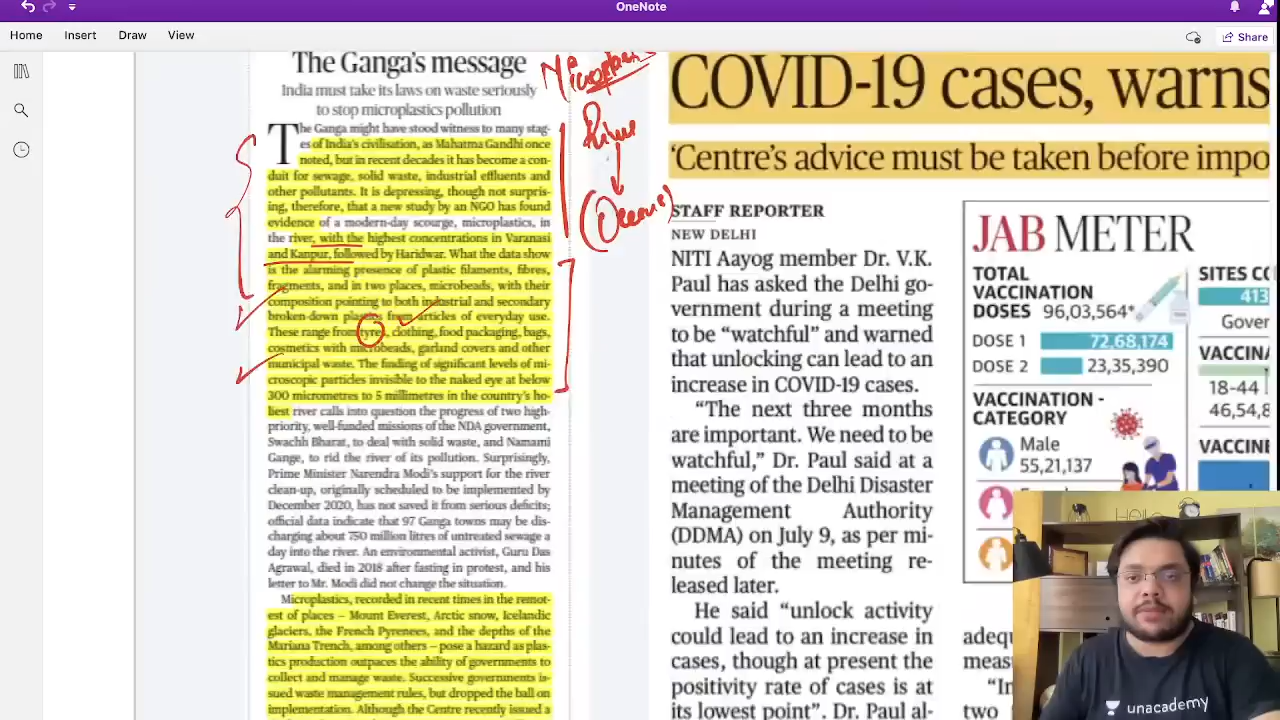 OneNote
Home Insert Draw View
Share
The Ganga's message
India must take its laws on waste seriously
to stop microplastics pollution
The Ganga might have stood witness to many stag-
es of India's civilisation, as Mahatma Gandhi once
noted, but in recent decades it has become a con-
duit for sewage, solid waste, industrial effluents and
other pollutants. It is depressing, though not surpris-
ing, therefore, that a new study by an NGO has found
evidence of a modern-day scourge, microplastics, in
the river, with the highest concentrations in Varanasi
and Kanpur, followed by Haridwar. What the data show
is the alarming presence of plastic filaments, fibres,
fragments, and in two places, microbeads, with their
composition pointing to both industrial and secondary
broken-down plastics from articles of everyday use.
These range from tyres, clothing, food packaging, bags,
cosmetics with microbeads, garland covers and other
municipal waste. The finding of significant levels of mi-
croscopic particles invisible to the naked eye at below
300 micrometres to 5 millimetres in the country's ho-
liest river calls into question the progress of two high-
priority, well-funded missions of the NDA government,
Swachh Bharat, to deal with solid waste, and Namami
Gange, to rid the river of its pollution. Surprisingly,
Prime Minister Narendra Modi's support for the river
clean-up, originally scheduled to be implemented by
December 2020, has not saved it from serious deficits;
official data indicate that 97 Ganga towns may be dis-
charging about 750 million litres of untreated sewage a
day into the river. An environmental activist, Guru Das
Agrawal, died in 2018 after fasting in protest, and his
letter to Mr. Modi did not change the situation.
Microplastics, recorded in recent times in the remot-
est of places – Mount Everest, Arctic snow, Icelandic
glaciers, the French Pyrenees, and the depths of the
Mariana Trench, among others – pose a hazard as plas-
tics production outpaces the ability of governments to
collect and manage waste. Successive governments is-
sued waste management rules, but dropped the ball on
implementation. Although the Centre recently issued a
Microplastics
River
COVID-19 cases, warns
'Centre's advice must be taken before impo
STAFF REPORTER
NEW DELHI
NITI Aayog member Dr. V.K.
Paul has asked the Delhi go-
vernment during a meeting
to be "watchful" and warned
that unlocking can lead to an
increase in COVID-19 cases.
"The next three months
are important. We need to be
watchful," Dr. Paul said at a
meeting of the Delhi Disaster
Management Authority
(DDMA) on July 9, as per mi-
nutes of the meeting re-
leased later.
He said "unlock activity
could lead to an increase in
cases, though at present the
positivity rate of cases is at
its lowest point". Dr. Paul al-
JAB METER
TOTAL
VACCINATION
DOSES 96,03,564*
DOSE 1 72,68,174
DOSE 2 23,35,390
VACCINATION -
CATEGORY
Male
55,21,137
SITES CO
413
Gover
VACCINA
18-44
46,54,8
VACCINE
adequ
meas
"In
two
unacademy